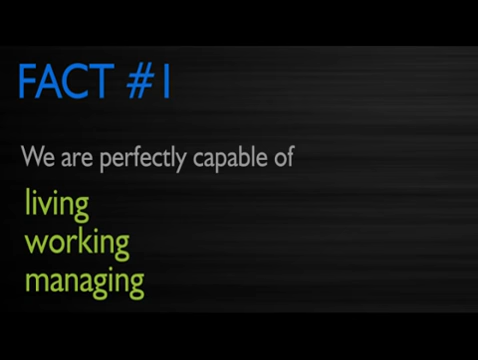 FACT #1
We are perfectly capable of
living
working
managing